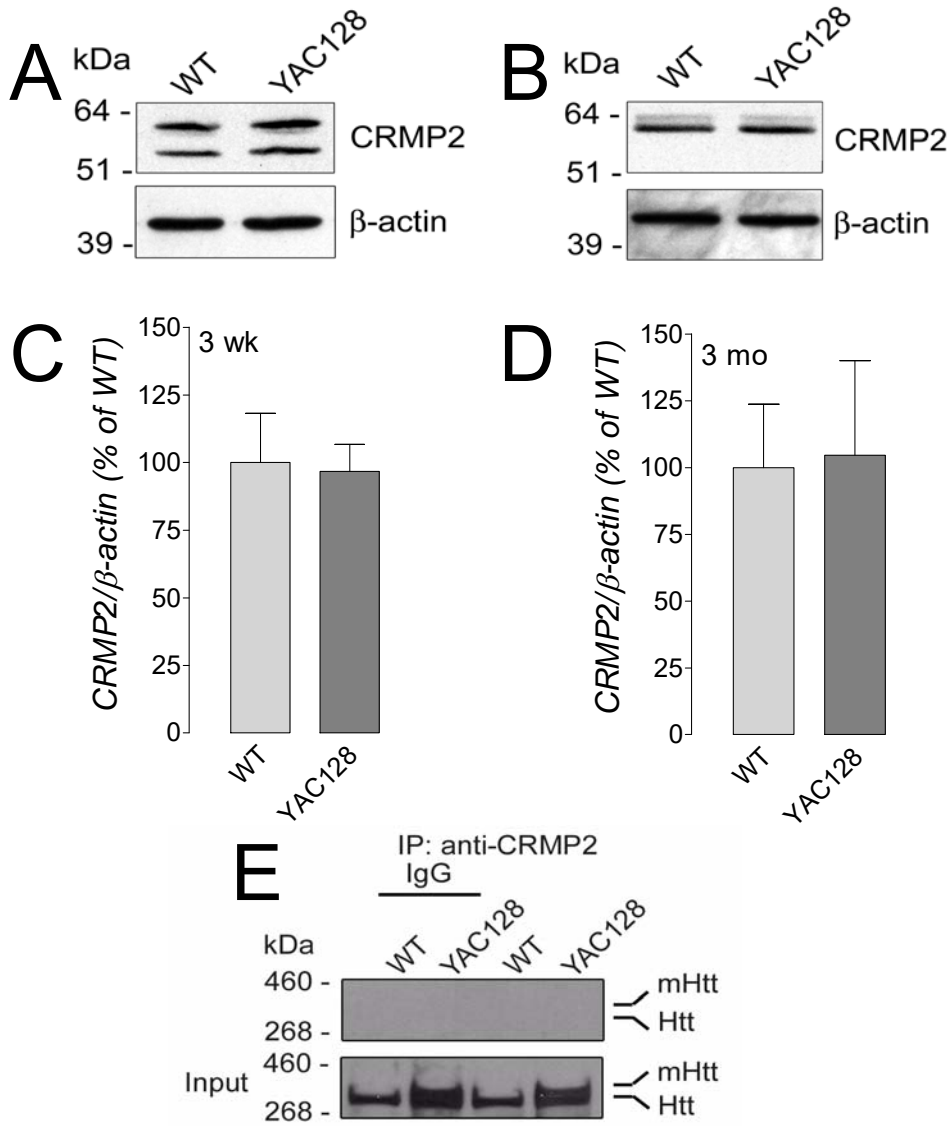 A
kDa
WT
YAC128
64 -
CRMP2
51 -
β-actin
39 -
B
kDa
WT
YAC128
64 -
CRMP2
51 -
β-actin
39 -
C
CRMP2/β-actin (% of WT)
150
3 wk
125
100
75
50
25
0
WT
YAC128
D
CRMP2/β-actin (% of WT)
150
3 mo
125
100
75
50
25
0
WT
YAC128
E
IP: anti-CRMP2
IgG
kDa
WT
YAC128
WT
YAC128
460 -
mHtt
Htt
268 -
460 -
Input
mHtt
Htt
268 -